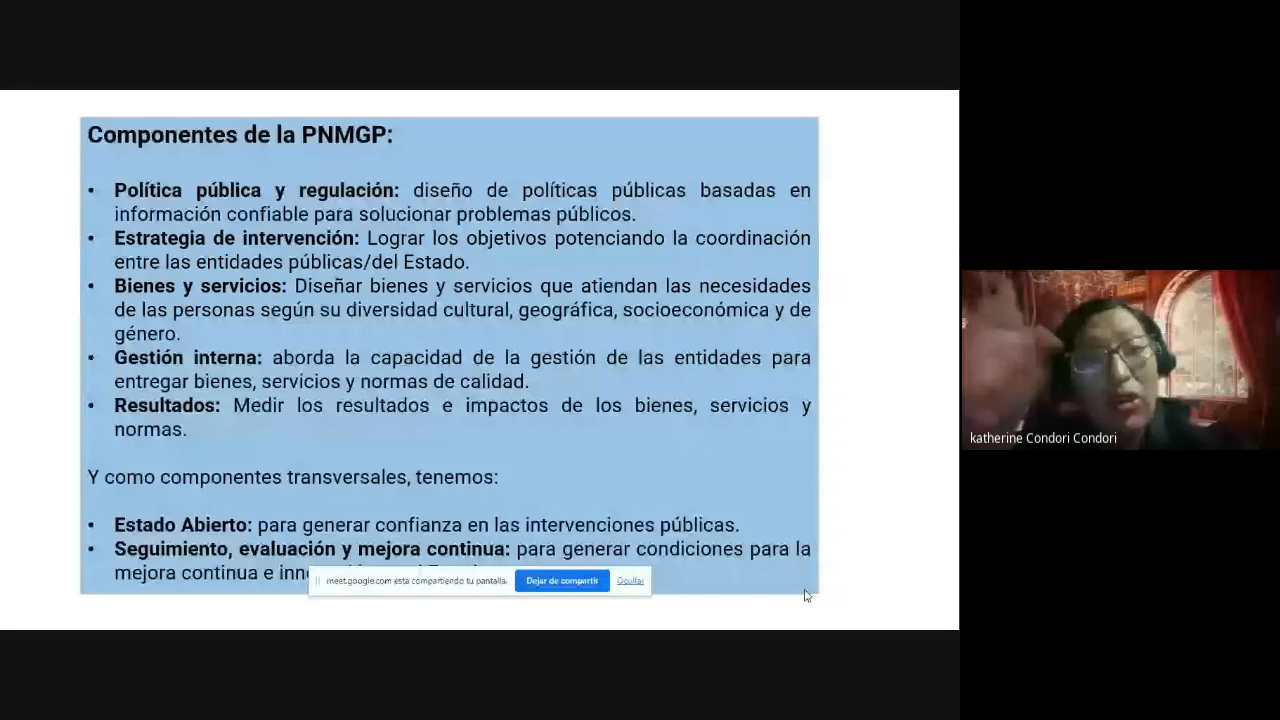 Componentes de la PNMGP:
• Política pública y regulación: diseño de políticas públicas basadas en
información confiable para solucionar problemas públicos.
• Estrategia de intervención: Lograr los objetivos potenciando la coordinación
entre las entidades públicas/del Estado.
• Bienes y servicios: Diseñar bienes y servicios que atiendan las necesidades
de las personas según su diversidad cultural, geográfica, socioeconómica y de
género.
• Gestión interna: aborda la capacidad de la gestión de las entidades para
entregar bienes, servicios y normas de calidad.
• Resultados: Medir los resultados e impactos de los bienes, servicios y
normas.
Y como componentes transversales, tenemos:
• Estado Abierto: para generar confianza en las intervenciones públicas.
• Seguimiento, evaluación y mejora continua: para generar condiciones para la
mejora continua e
meet.google.com está compartiendo tu pantalla.
Dejar de compartir
Ocultar
katherine Condori Condori